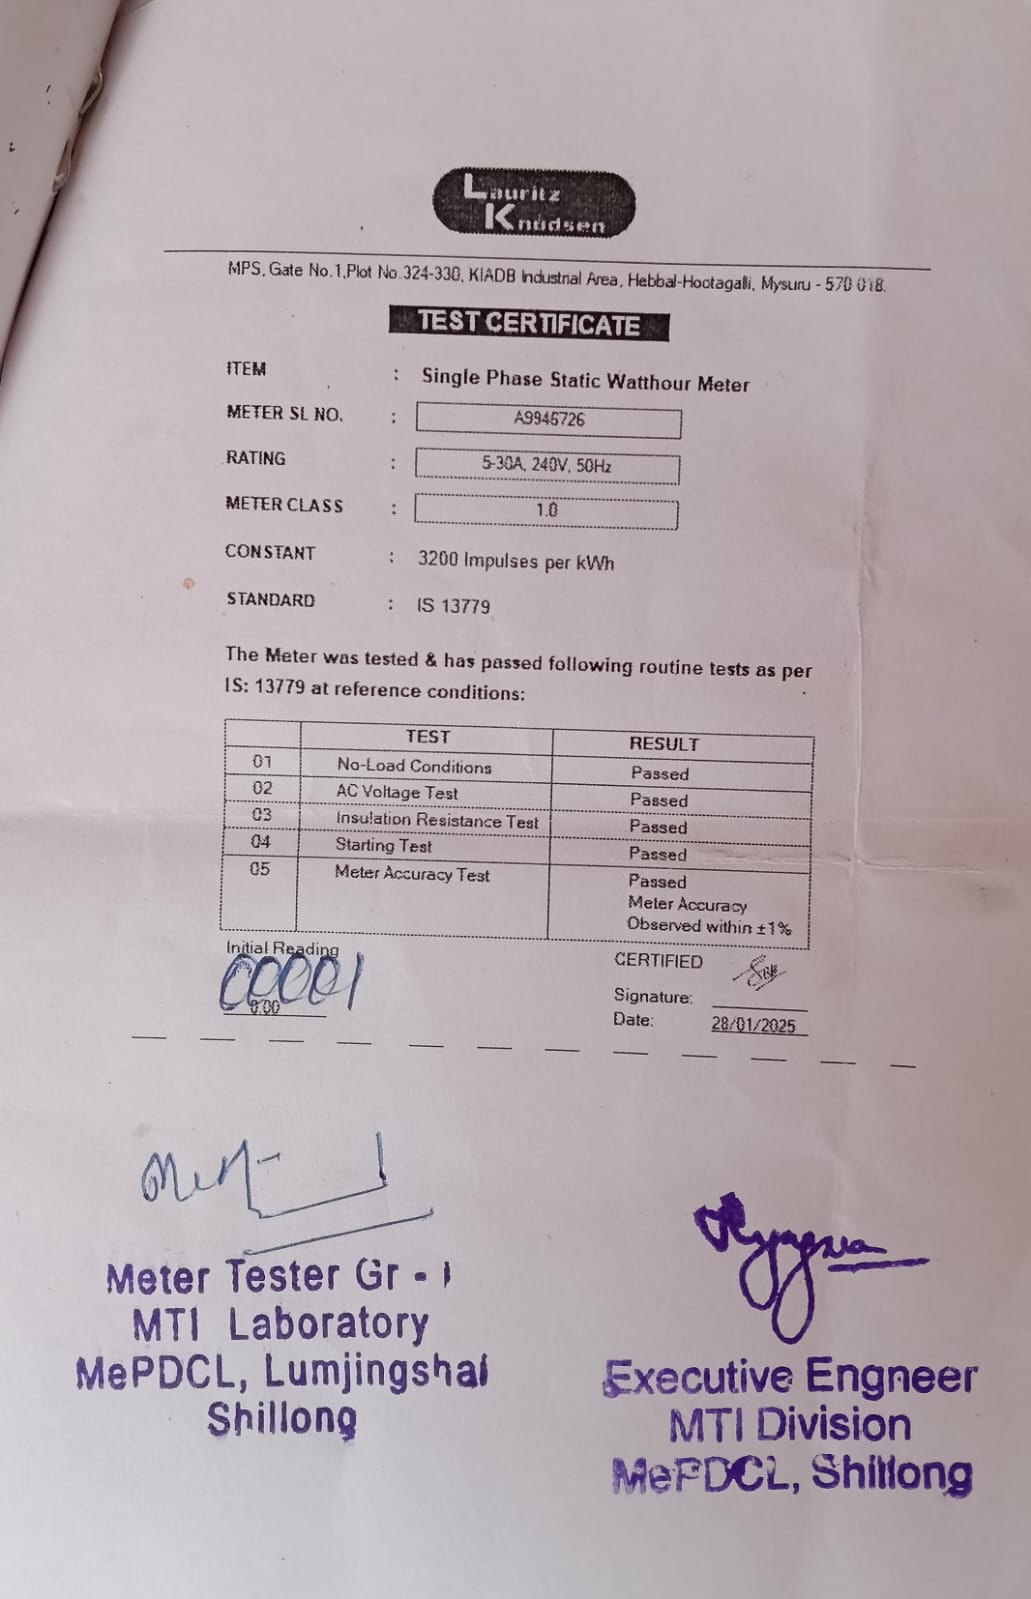 Lauritz
Knudsen
MPS, Gate No.1,Plot No.324-330, KIADB Industrial Area, Hebbal-Hootagalli, Mysuru - 570 018.
TEST CERTIFICATE
ITEM : Single Phase Static Watthour Meter
METER SL NO. : A9946726
RATING : 5-30A, 240V, 50Hz
METER CLASS : 1.0
CONSTANT : 3200 Impulses per kWh
STANDARD : IS 13779
The Meter was tested & has passed following routine tests as per
IS: 13779 at reference conditions:
TEST RESULT
01 No-Load Conditions Passed
02 AC Voltage Test Passed
03 Insulation Resistance Test Passed
04 Starting Test Passed
05 Meter Accuracy Test Passed
Meter Accuracy
Observed within ±1%
Initial Reading
00001
0.00
CERTIFIED
Signature:
Date: 28/01/2025
Meter Tester Gr - I
MTI Laboratory
MePDCL, Lumjingshai
Shillong
Executive Engneer
MTI Division
MePDCL, Shillong